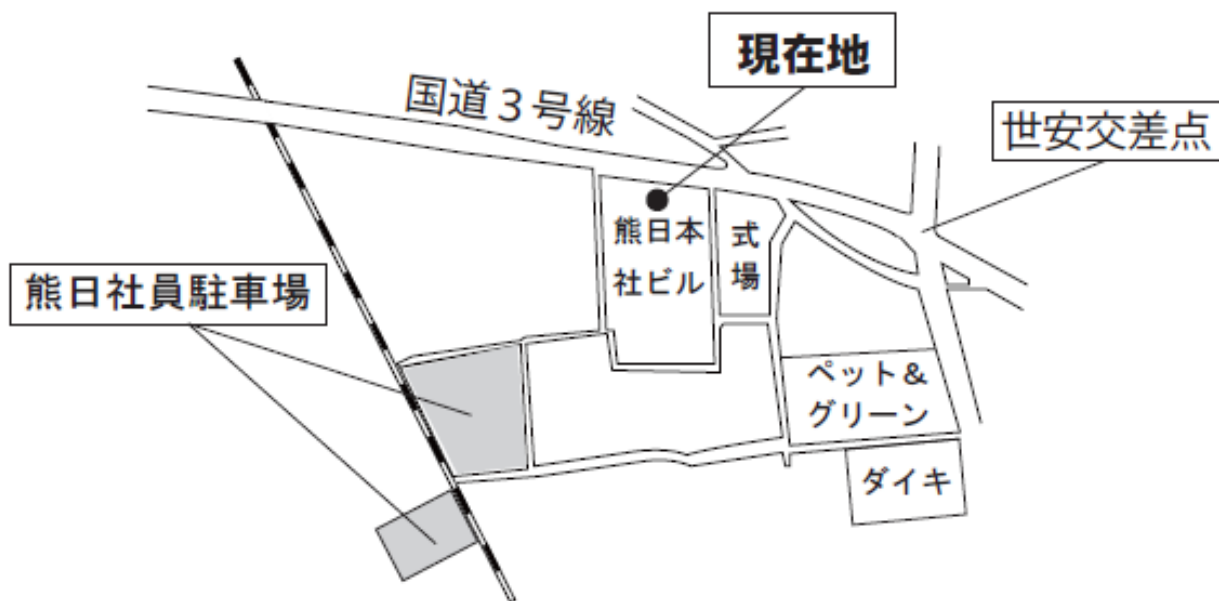 現在地
国道3号線
世安交差点
熊日本
社ビル
式
場
熊日社員駐車場
ペット&
グリーン
ダイキ